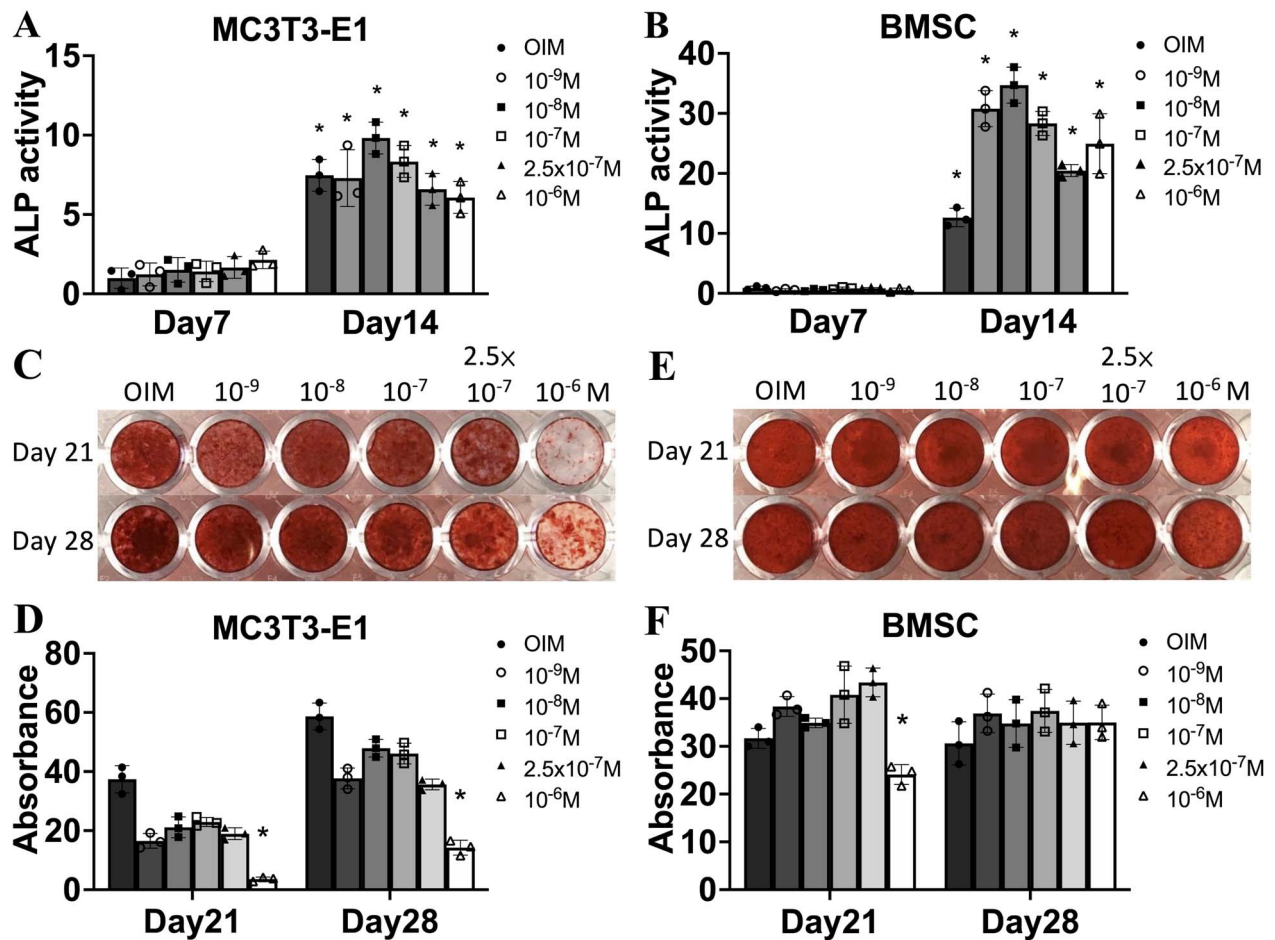 A
MC3T3-E1
ALP activity
15
10
5
0
Day7
Day14
OIM
10⁻⁹M
10⁻⁸M
10⁻⁷M
2.5x10⁻⁷M
10⁻⁶M
* * * * * *
B
BMSC
ALP activity
40
30
20
10
0
Day7
Day14
OIM
10⁻⁹M
10⁻⁸M
10⁻⁷M
2.5x10⁻⁷M
10⁻⁶M
* * * * * *
C
2.5×
OIM 10⁻⁹ 10⁻⁸ 10⁻⁷ 10⁻⁷ 10⁻⁶ M
Day 21
Day 28
E
2.5×
OIM 10⁻⁹ 10⁻⁸ 10⁻⁷ 10⁻⁷ 10⁻⁶ M
Day 21
Day 28
D
MC3T3-E1
Absorbance
80
60
40
20
0
Day21
Day28
OIM
10⁻⁹M
10⁻⁸M
10⁻⁷M
2.5x10⁻⁷M
10⁻⁶M
* *
F
BMSC
Absorbance
50
40
30
20
10
0
Day21
Day28
OIM
10⁻⁹M
10⁻⁸M
10⁻⁷M
2.5x10⁻⁷M
10⁻⁶M
*